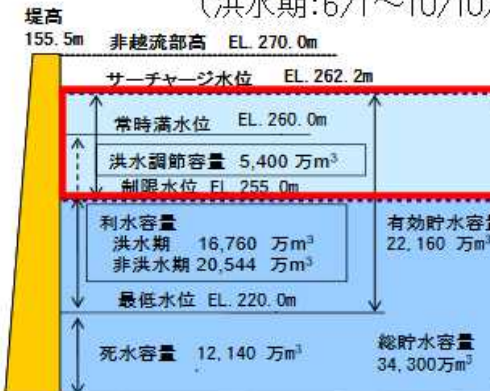 (洪水期:6/1～10/10)
堤高
155.5m
非越流部高 EL.270.0m
サーチャージ水位 EL.262.2m
常時満水位 EL.260.0m
洪水調節容量 5,400 万m³
制限水位 EL.255.0m
利水容量
洪水期 16,760 万m³
非洪水期 20,544 万m³
有効貯水容量
22,160 万m³
最低水位 EL.220.0m
死水容量 12,140 万m³
総貯水容量
34,300万m³